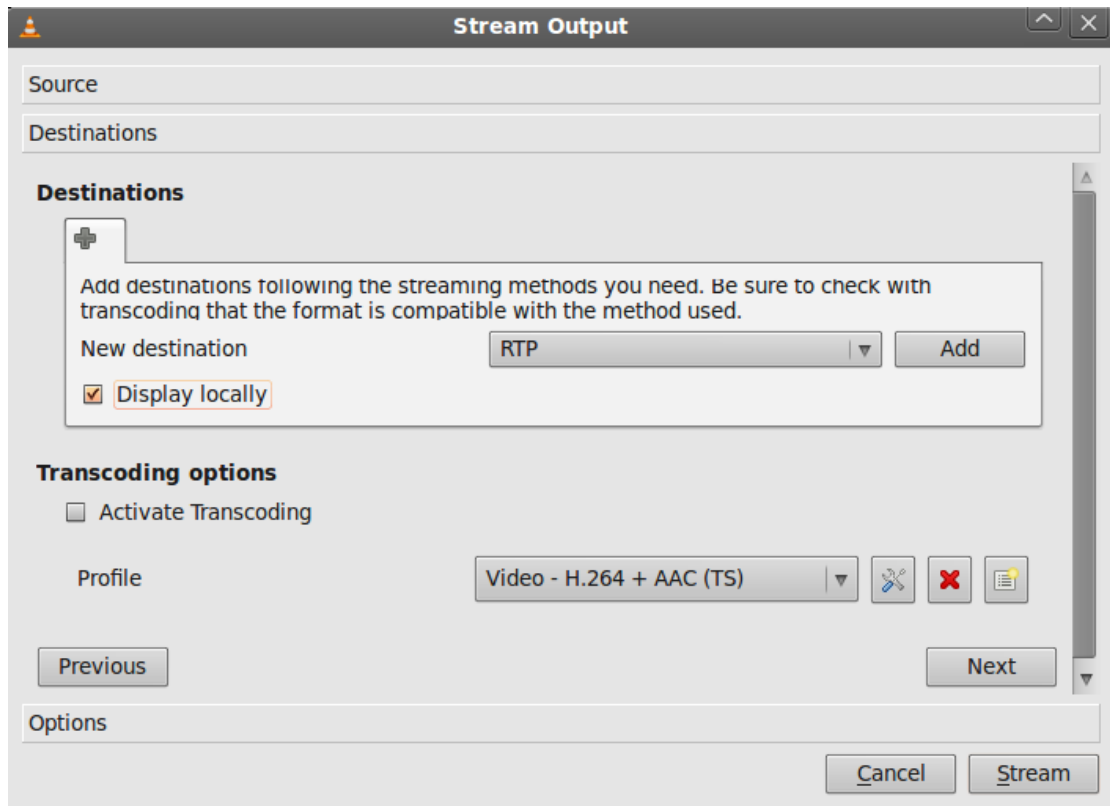 Stream Output
Source
Destinations
Destinations
Add destinations following the streaming methods you need. Be sure to check with
transcoding that the format is compatible with the method used.
New destination RTP Add
Display locally
Transcoding options
Activate Transcoding
Profile Video - H.264 + AAC (TS)
Previous Next
Options
Cancel Stream